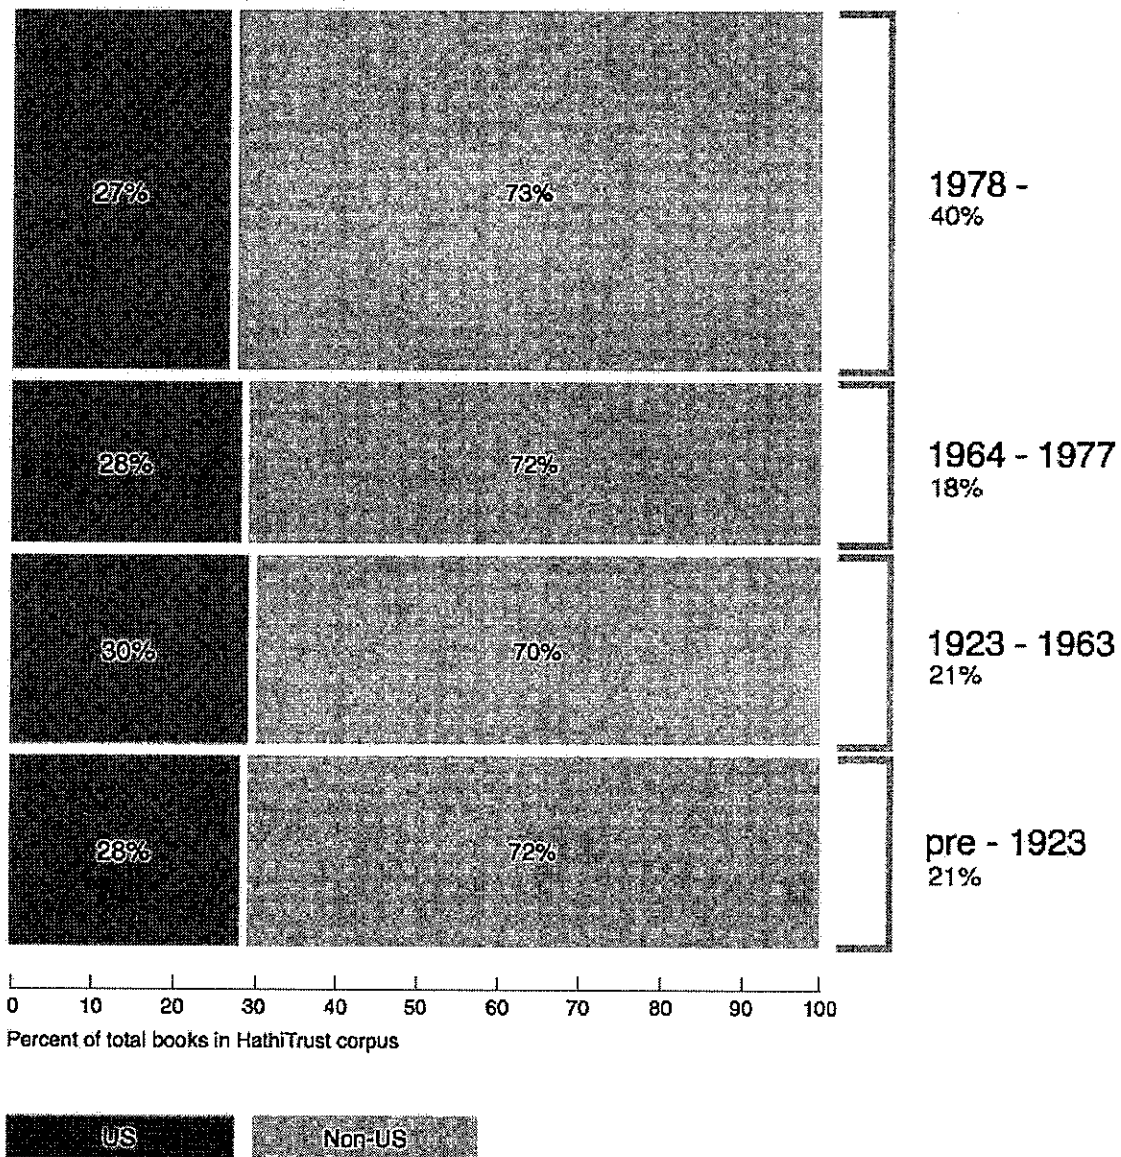 27% 73%
1978 -
40%
28% 72%
1964 - 1977
18%
30% 70%
1923 - 1963
21%
28% 72%
pre - 1923
21%
0 10 20 30 40 50 60 70 80 90 100
Percent of total books in HathiTrust corpus
US Non-US